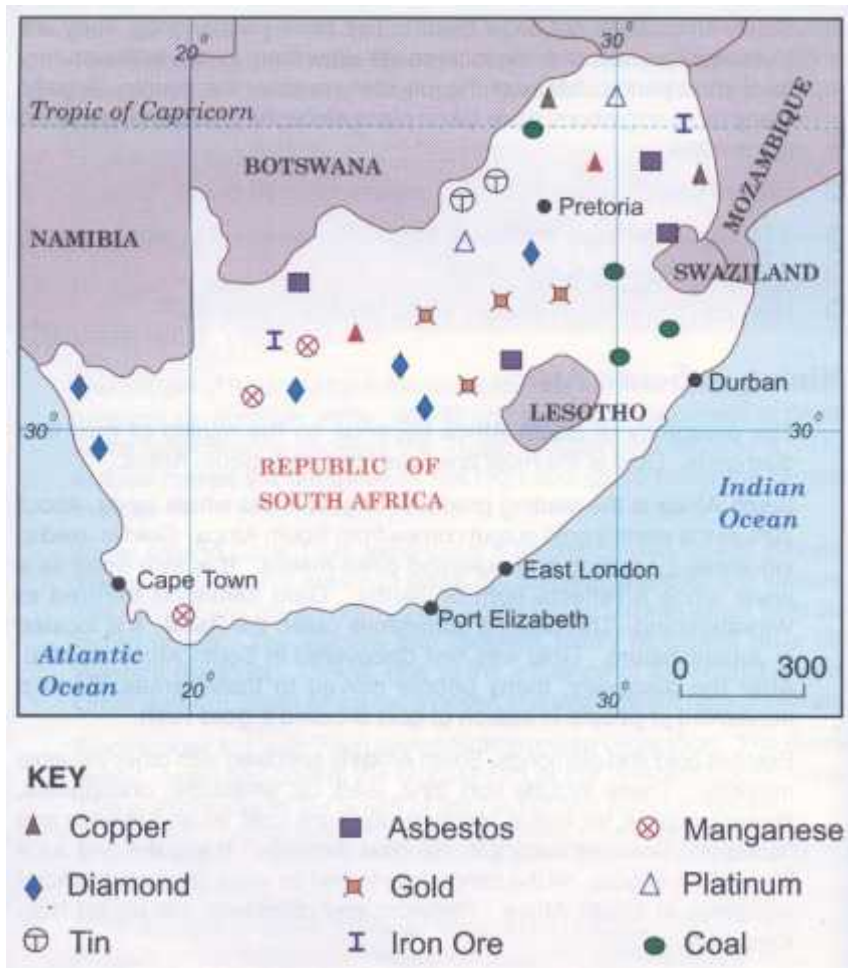 20°
30°
Tropic of Capricorn
BOTSWANA
MOZAMBIQUE
Pretoria
NAMIBIA
SWAZILAND
Durban
LESOTHO
30°
30°
REPUBLIC OF
SOUTH AFRICA
Indian
Ocean
East London
Cape Town
Port Elizabeth
Atlantic
Ocean
0 300
20°
30°
KEY
Copper Asbestos Manganese
Diamond Gold Platinum
Tin Iron Ore Coal